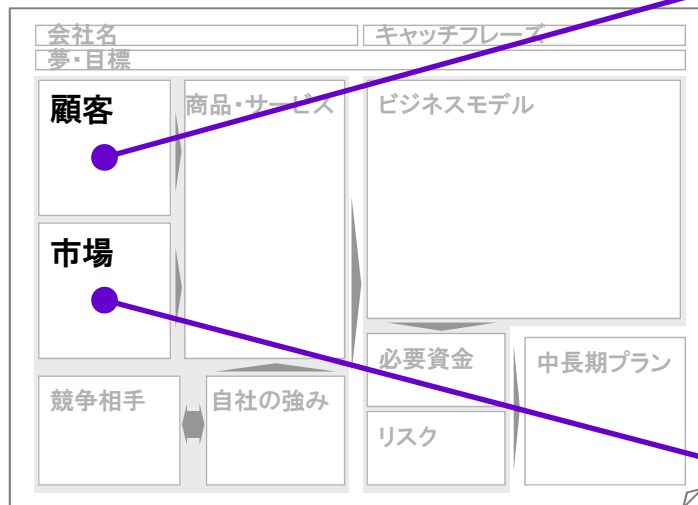 会社名
キャッチフレーズ
夢・目標
顧客
商品・サービス
ビジネスモデル
市場
必要資金
中長期プラン
競争相手
自社の強み
リスク